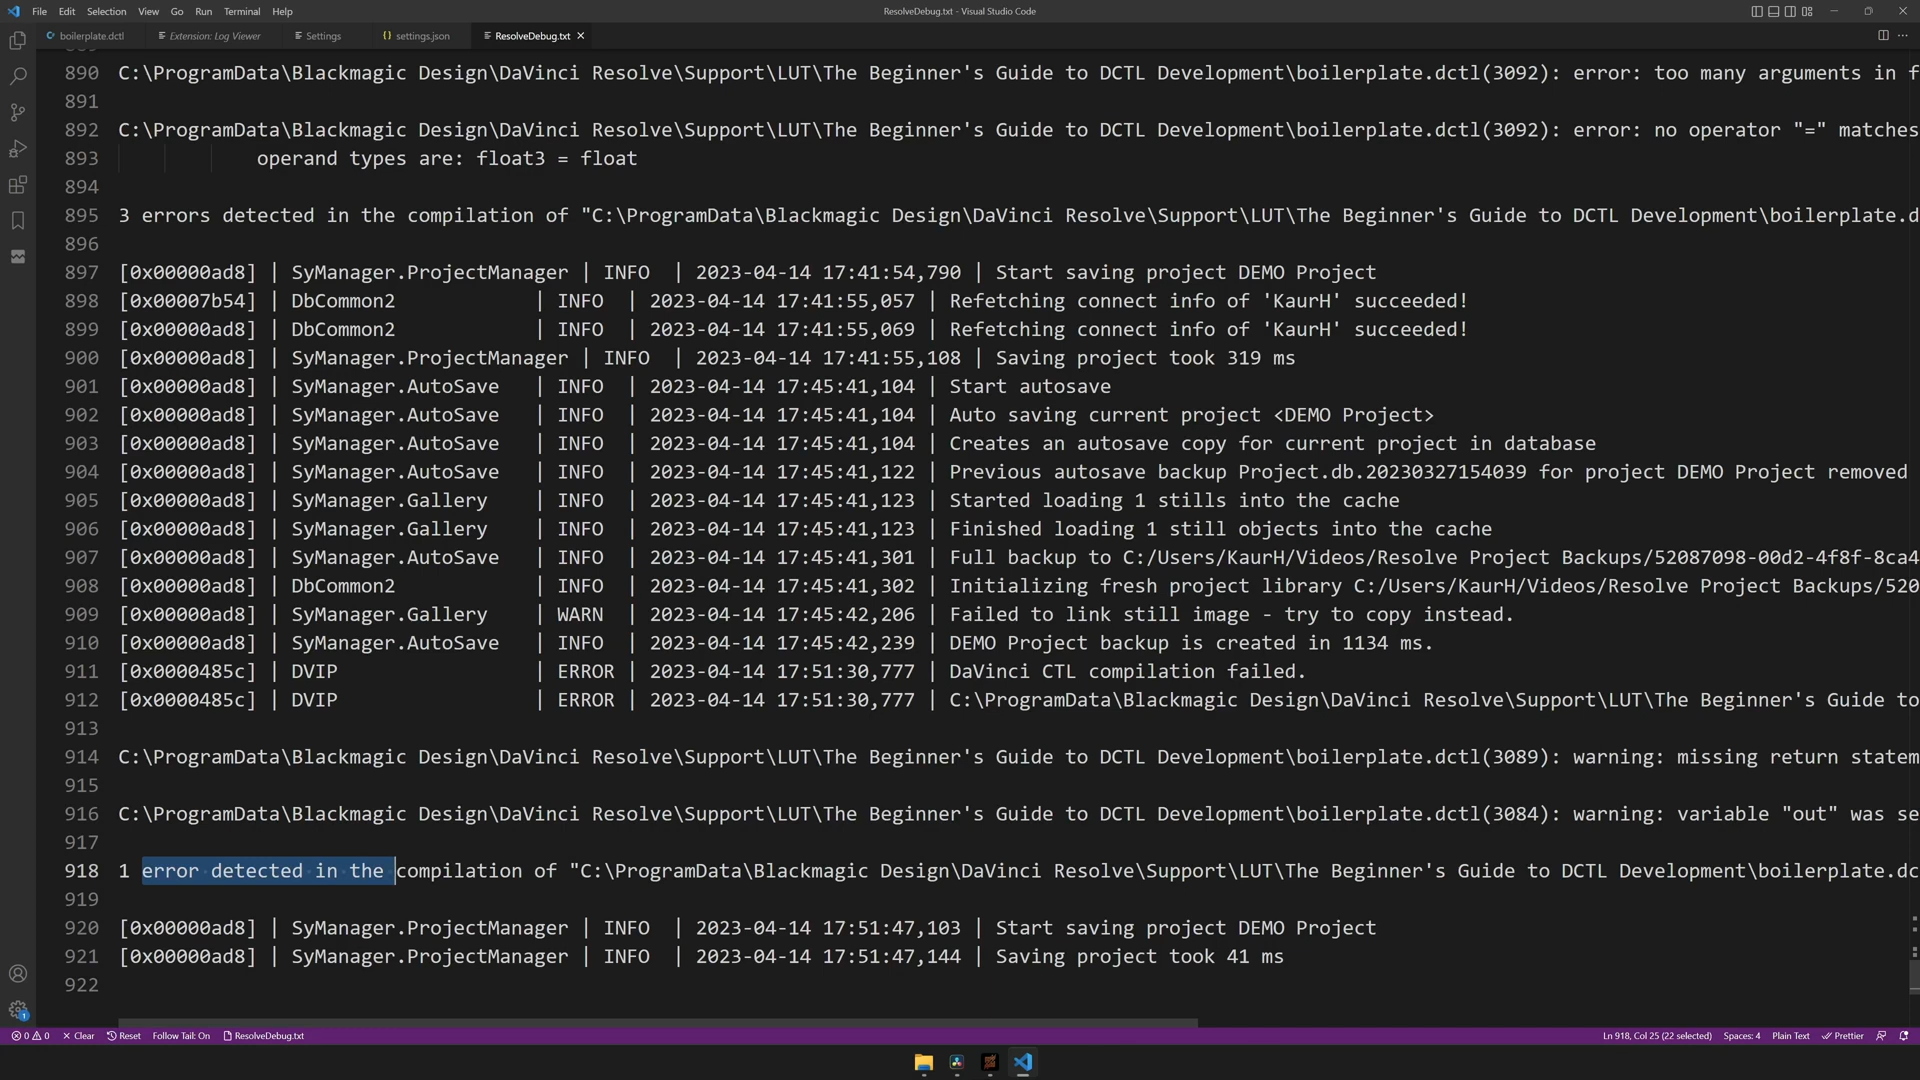 File Edit Selection View Go Run Terminal Help
ResolveDebug.txt - Visual Studio Code
boilerplate.dctl Extension: Log Viewer Settings {} settings.json ResolveDebug.txt
890 C:\ProgramData\Blackmagic Design\DaVinci Resolve\Support\LUT\The Beginner's Guide to DCTL Development\boilerplate.dctl(3092): error: too many arguments in f
891
892 C:\ProgramData\Blackmagic Design\DaVinci Resolve\Support\LUT\The Beginner's Guide to DCTL Development\boilerplate.dctl(3092): error: no operator "=" matches
893 operand types are: float3 = float
894
895 3 errors detected in the compilation of "C:\ProgramData\Blackmagic Design\DaVinci Resolve\Support\LUT\The Beginner's Guide to DCTL Development\boilerplate.d
896
897 [0x00000ad8] | SyManager.ProjectManager | INFO | 2023-04-14 17:41:54,790 | Start saving project DEMO Project
898 [0x00007b54] | DbCommon2 | INFO | 2023-04-14 17:41:55,057 | Refetching connect info of 'KaurH' succeeded!
899 [0x00000ad8] | DbCommon2 | INFO | 2023-04-14 17:41:55,069 | Refetching connect info of 'KaurH' succeeded!
900 [0x00000ad8] | SyManager.ProjectManager | INFO | 2023-04-14 17:41:55,108 | Saving project took 319 ms
901 [0x00000ad8] | SyManager.AutoSave | INFO | 2023-04-14 17:45:41,104 | Start autosave
902 [0x00000ad8] | SyManager.AutoSave | INFO | 2023-04-14 17:45:41,104 | Auto saving current project <DEMO Project>
903 [0x00000ad8] | SyManager.AutoSave | INFO | 2023-04-14 17:45:41,104 | Creates an autosave copy for current project in database
904 [0x00000ad8] | SyManager.AutoSave | INFO | 2023-04-14 17:45:41,122 | Previous autosave backup Project.db.20230327154039 for project DEMO Project removed
905 [0x00000ad8] | SyManager.Gallery | INFO | 2023-04-14 17:45:41,123 | Started loading 1 stills into the cache
906 [0x00000ad8] | SyManager.Gallery | INFO | 2023-04-14 17:45:41,123 | Finished loading 1 still objects into the cache
907 [0x00000ad8] | SyManager.AutoSave | INFO | 2023-04-14 17:45:41,301 | Full backup to C:/Users/KaurH/Videos/Resolve Project Backups/52087098-00d2-4f8f-8ca4
908 [0x00000ad8] | DbCommon2 | INFO | 2023-04-14 17:45:41,302 | Initializing fresh project library C:/Users/KaurH/Videos/Resolve Project Backups/520
909 [0x00000ad8] | SyManager.Gallery | WARN | 2023-04-14 17:45:42,206 | Failed to link still image - try to copy instead.
910 [0x00000ad8] | SyManager.AutoSave | INFO | 2023-04-14 17:45:42,239 | DEMO Project backup is created in 1134 ms.
911 [0x0000485c] | DVIP | ERROR | 2023-04-14 17:51:30,777 | DaVinci CTL compilation failed.
912 [0x0000485c] | DVIP | ERROR | 2023-04-14 17:51:30,777 | C:\ProgramData\Blackmagic Design\DaVinci Resolve\Support\LUT\The Beginner's Guide to
913
914 C:\ProgramData\Blackmagic Design\DaVinci Resolve\Support\LUT\The Beginner's Guide to DCTL Development\boilerplate.dctl(3089): warning: missing return statem
915
916 C:\ProgramData\Blackmagic Design\DaVinci Resolve\Support\LUT\The Beginner's Guide to DCTL Development\boilerplate.dctl(3084): warning: variable "out" was se
917
918 1 error detected in the compilation of "C:\ProgramData\Blackmagic Design\DaVinci Resolve\Support\LUT\The Beginner's Guide to DCTL Development\boilerplate.dc
919
920 [0x00000ad8] | SyManager.ProjectManager | INFO | 2023-04-14 17:51:47,103 | Start saving project DEMO Project
921 [0x00000ad8] | SyManager.ProjectManager | INFO | 2023-04-14 17:51:47,144 | Saving project took 41 ms
922
1
0 0 Clear Reset Follow Tail: On ResolveDebug.txt Ln 918, Col 25 (22 selected) Spaces: 4 Plain Text Prettier